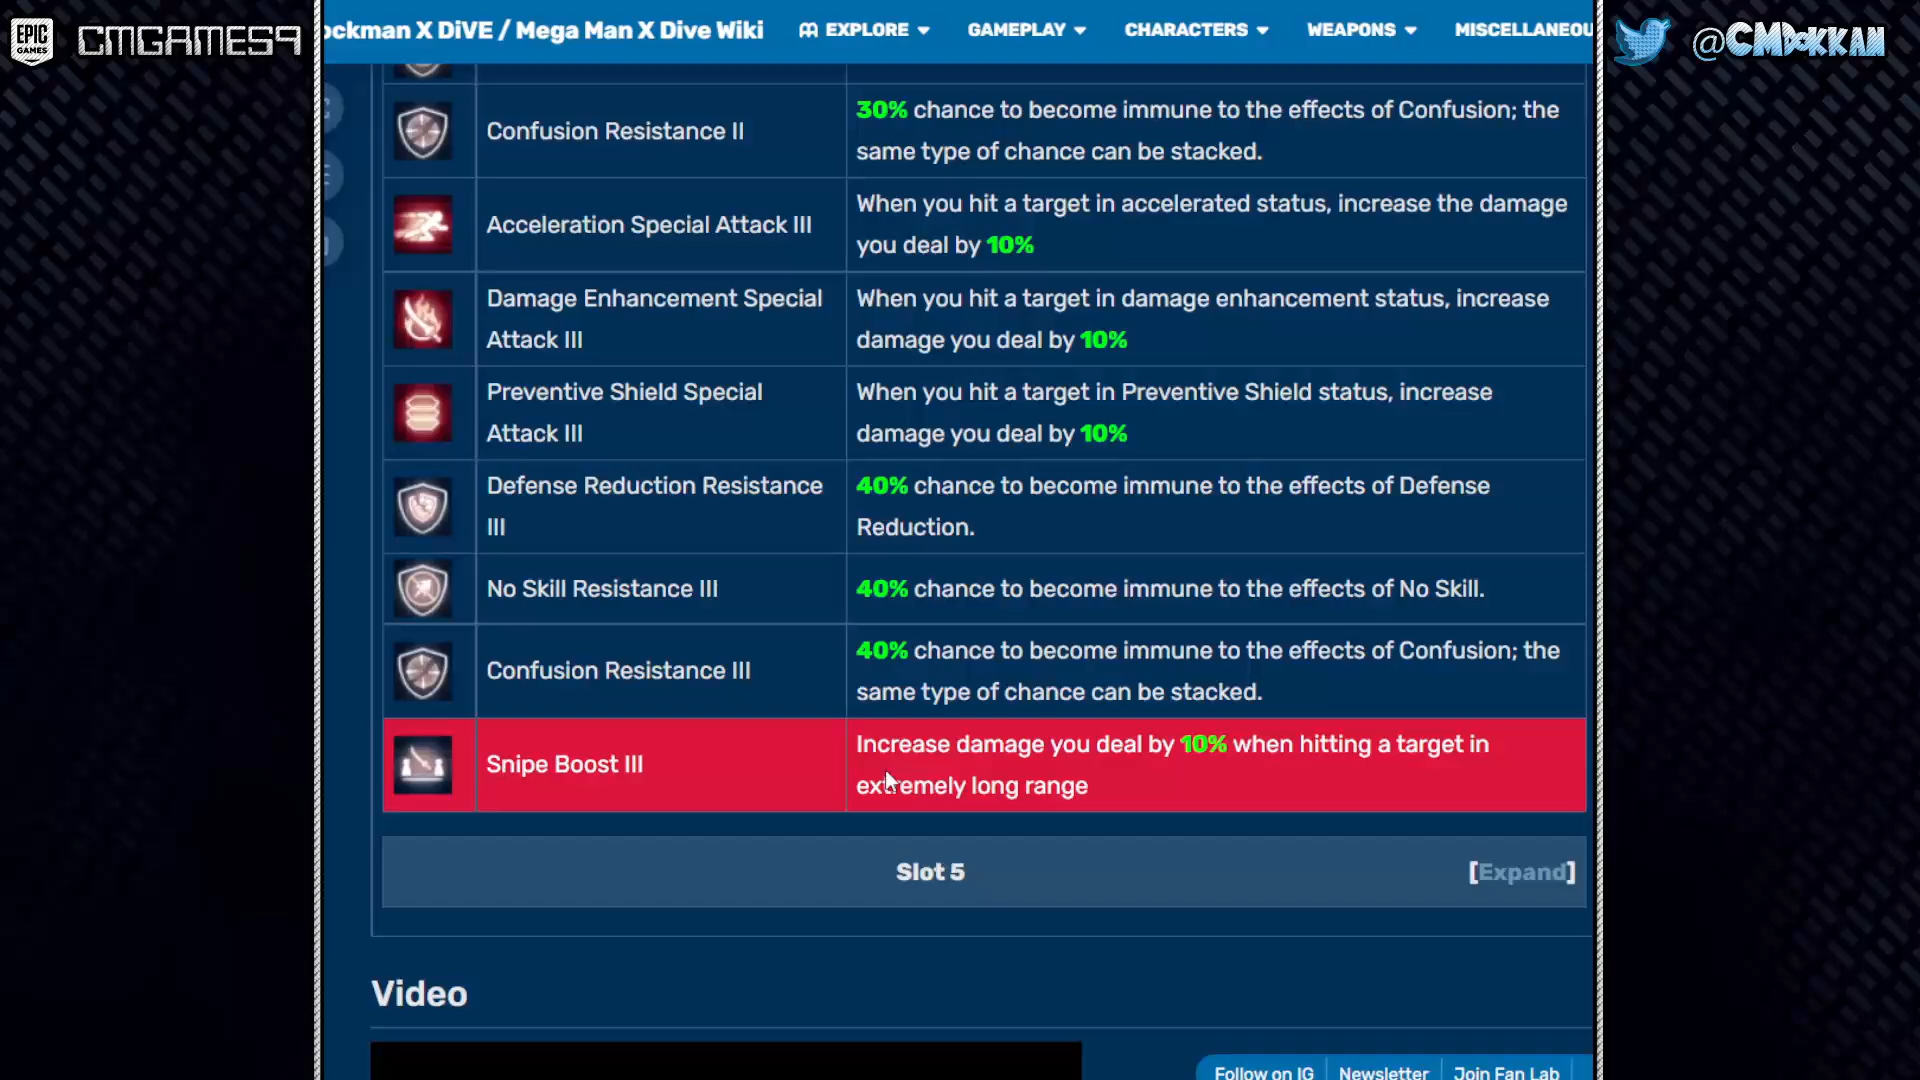 EPIC
GAMES
CMGAMES9
ockman X DiVE / Mega Man X Dive Wiki
EXPLORE
GAMEPLAY
CHARACTERS
WEAPONS
MISCELLANEOU
@CMDOKKAN
Confusion Resistance II
30% chance to become immune to the effects of Confusion; the
same type of chance can be stacked.
Acceleration Special Attack III
When you hit a target in accelerated status, increase the damage
you deal by 10%
Damage Enhancement Special
Attack III
When you hit a target in damage enhancement status, increase
damage you deal by 10%
Preventive Shield Special
Attack III
When you hit a target in Preventive Shield status, increase
damage you deal by 10%
Defense Reduction Resistance
III
40% chance to become immune to the effects of Defense
Reduction.
No Skill Resistance III
40% chance to become immune to the effects of No Skill.
Confusion Resistance III
40% chance to become immune to the effects of Confusion; the
same type of chance can be stacked.
Snipe Boost III
Increase damage you deal by 10% when hitting a target in
extremely long range
Slot 5
[Expand]
Video
Follow on IG
Newsletter
Join Fan Lab